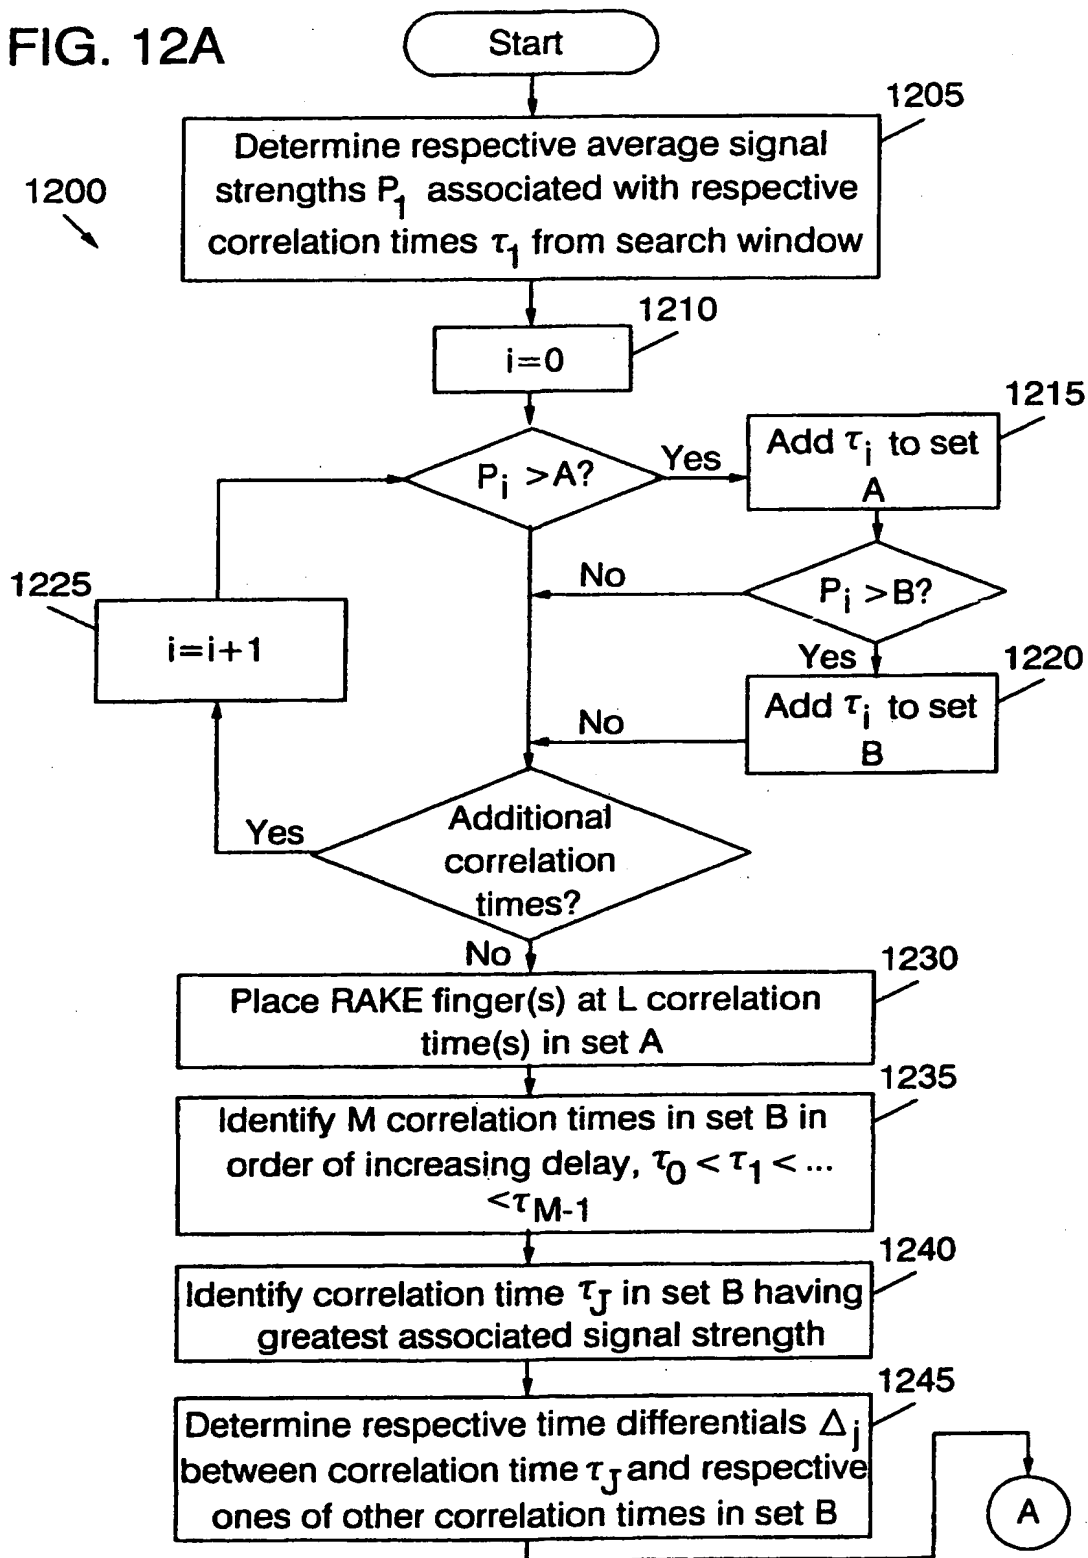 FIG. 12A
Start
1200
1205
Determine respective average signal
strengths P₁ associated with respective
correlation times τ₁ from search window
1210
i=0
Pᵢ >A?
Yes
1215
Add τᵢ to set
A
No
Pᵢ >B?
Yes
1220
Add τᵢ to set
B
No
1225
i=i+1
Yes
Additional
correlation
times?
No
1230
Place RAKE finger(s) at L correlation
time(s) in set A
1235
Identify M correlation times in set B in
order of increasing delay, τ₀ < τ₁ < ...
<τM-1
1240
Identify correlation time τJ in set B having
greatest associated signal strength
1245
Determine respective time differentials Δj
between correlation time τJ and respective
ones of other correlation times in set B
A